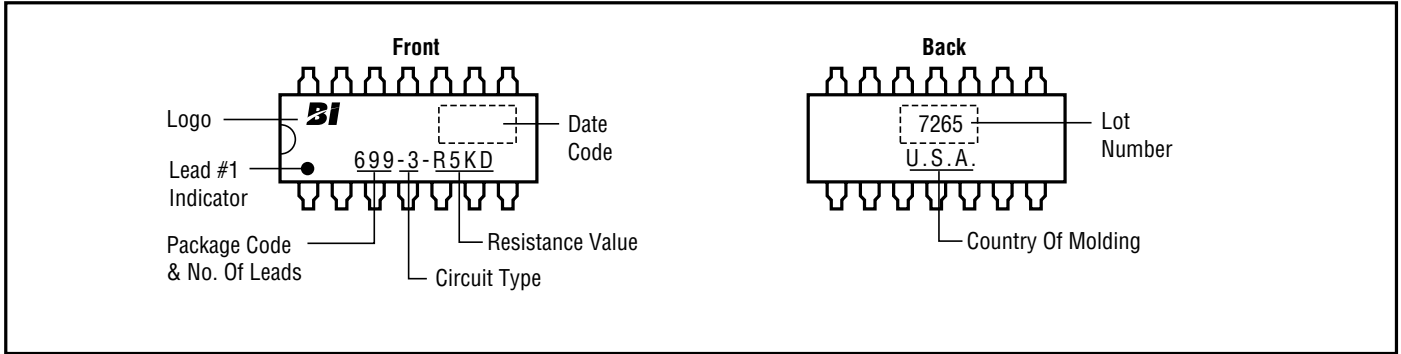 Front
Logo
BI
Date
Code
699-3-R5KD
Lead #1
Indicator
Package Code
& No. Of Leads
Resistance Value
Circuit Type
Back
7265
Lot
Number
U.S.A.
Country Of Molding